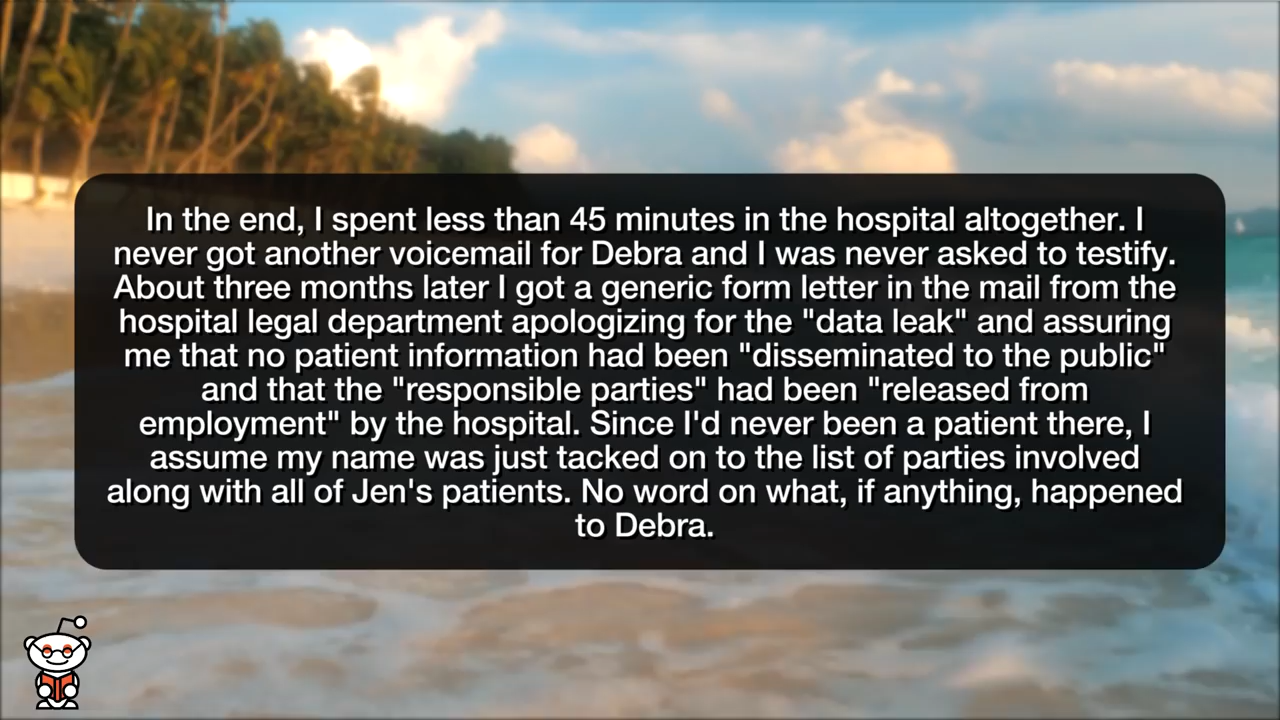 In the end, I spent less than 45 minutes in the hospital altogether. I
never got another voicemail for Debra and I was never asked to testify.
About three months later I got a generic form letter in the mail from the
hospital legal department apologizing for the "data leak" and assuring
me that no patient information had been "disseminated to the public"
and that the "responsible parties" had been "released from
employment" by the hospital. Since I'd never been a patient there, I
assume my name was just tacked on to the list of parties involved
along with all of Jen's patients. No word on what, if anything, happened
to Debra.